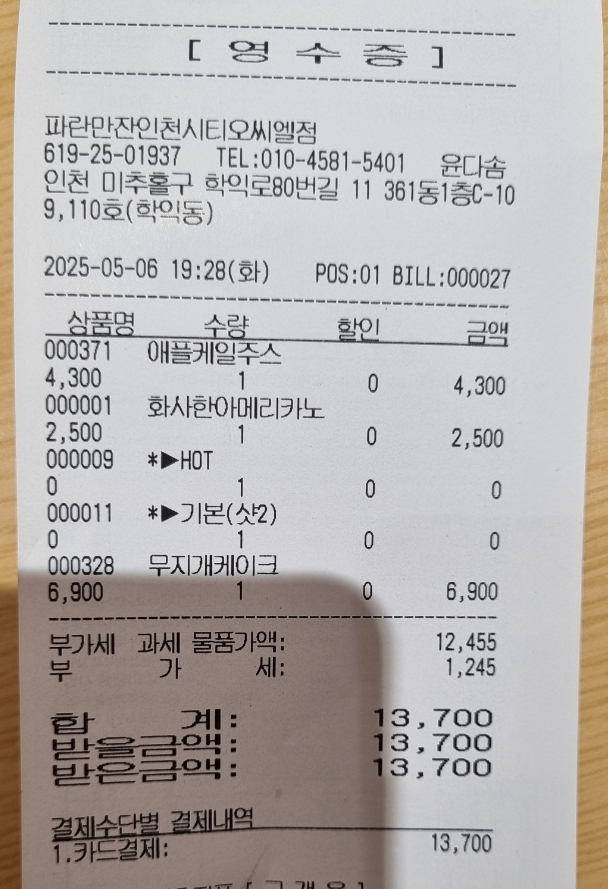 [ 영 수 증 ]
파란만잔인천시티오씨엘점
619-25-01937 TEL:010-4581-5401 윤다솜
인천 미추홀구 학익로80번길 11 361동1층C-10
9,110호(학익동)
2025-05-06 19:28(화) POS:01 BILL:000027
상품명 수량 할인 금액
000371 애플케일주스
4,300 1 0 4,300
000001 화사한아메리카노
2,500 1 0 2,500
000009 *▶HOT
0 1 0 0
000011 *▶기본(샷2)
0 1 0 0
000328 무지개케이크
6,900 1 0 6,900
부가세 과세 물품가액: 12,455
부 가 세: 1,245
합 계: 13,700
받을금액: 13,700
받은금액: 13,700
결제수단별 결제내역
1.카드결제: 13,700